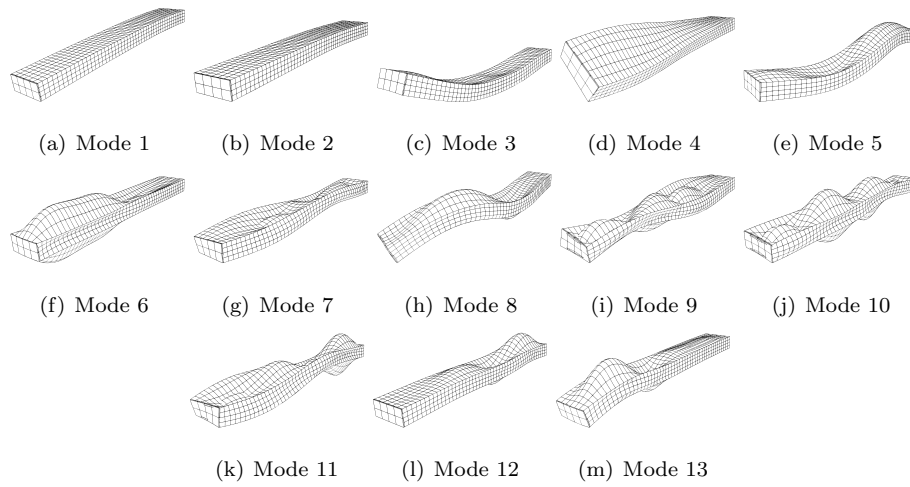 (a) Mode 1 (b) Mode 2 (c) Mode 3 (d) Mode 4 (e) Mode 5
(f) Mode 6 (g) Mode 7 (h) Mode 8 (i) Mode 9 (j) Mode 10
(k) Mode 11 (l) Mode 12 (m) Mode 13